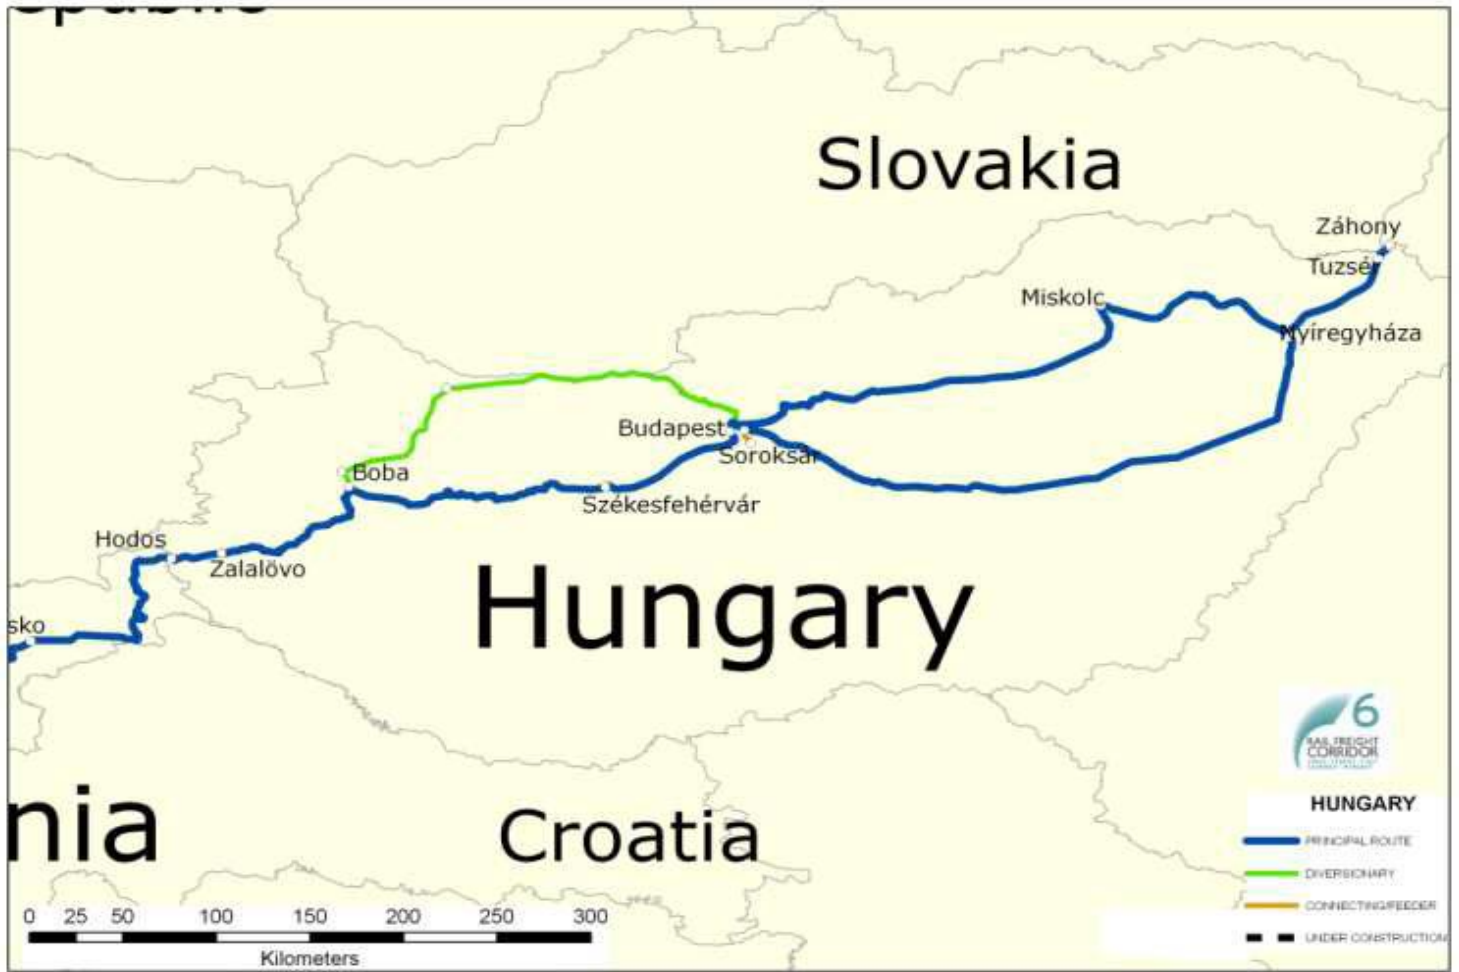 Slovakia
Záhony
Tuzsér
Miskolc
Nyíregyháza
Budapest
Soroksár
Boba
Székesfehérvár
Hodos
Zalalövo
Hungary
sko
6
RAIL FREIGHT
CORRIDOR
HUNGARY
nia
Croatia
PRINCIPAL ROUTE
DIVERSIONARY
CONNECTING/FEEDER
UNDER CONSTRUCTION
0 25 50 100 150 200 250 300
Kilometers